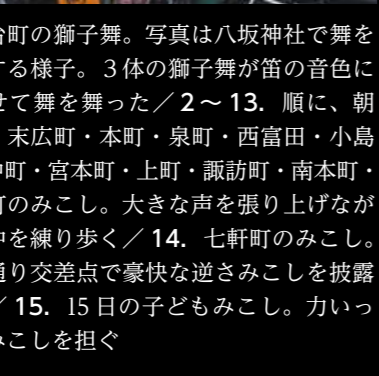 台町の獅子舞。写真は八坂神社で舞を
する様子。３体の獅子舞が笛の音色に
せて舞を舞った／2～13. 順に、朝
・末広町・本町・泉町・西富田・小島
中町・宮本町・上町・諏訪町・南本町・
町のみこし。大きな声を張り上げなが
中を練り歩く／14. 七軒町のみこし。
通り交差点で豪快な逆さみこしを披露
／15. 15日の子どもみこし。力いっ
みこしを担ぐ